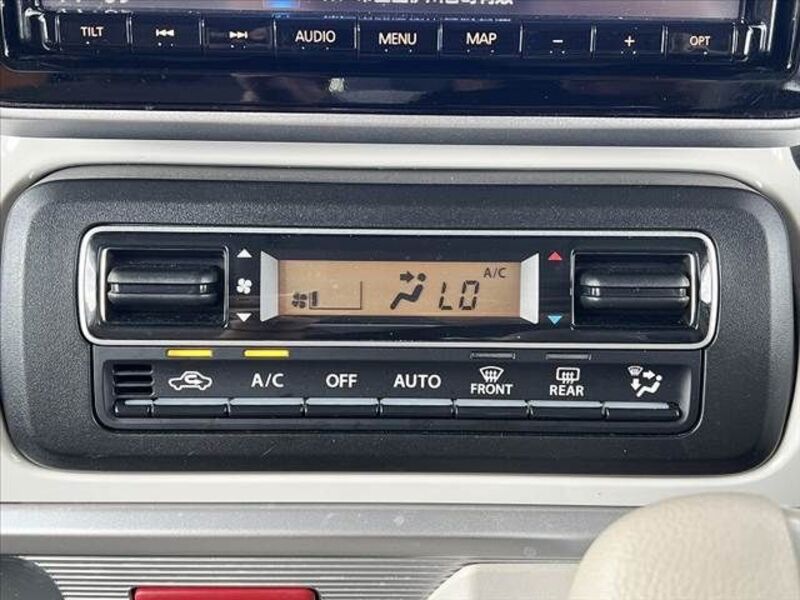 TILT AUDIO MENU MAP − + OPT
A/C
LO
A/C OFF AUTO FRONT REAR